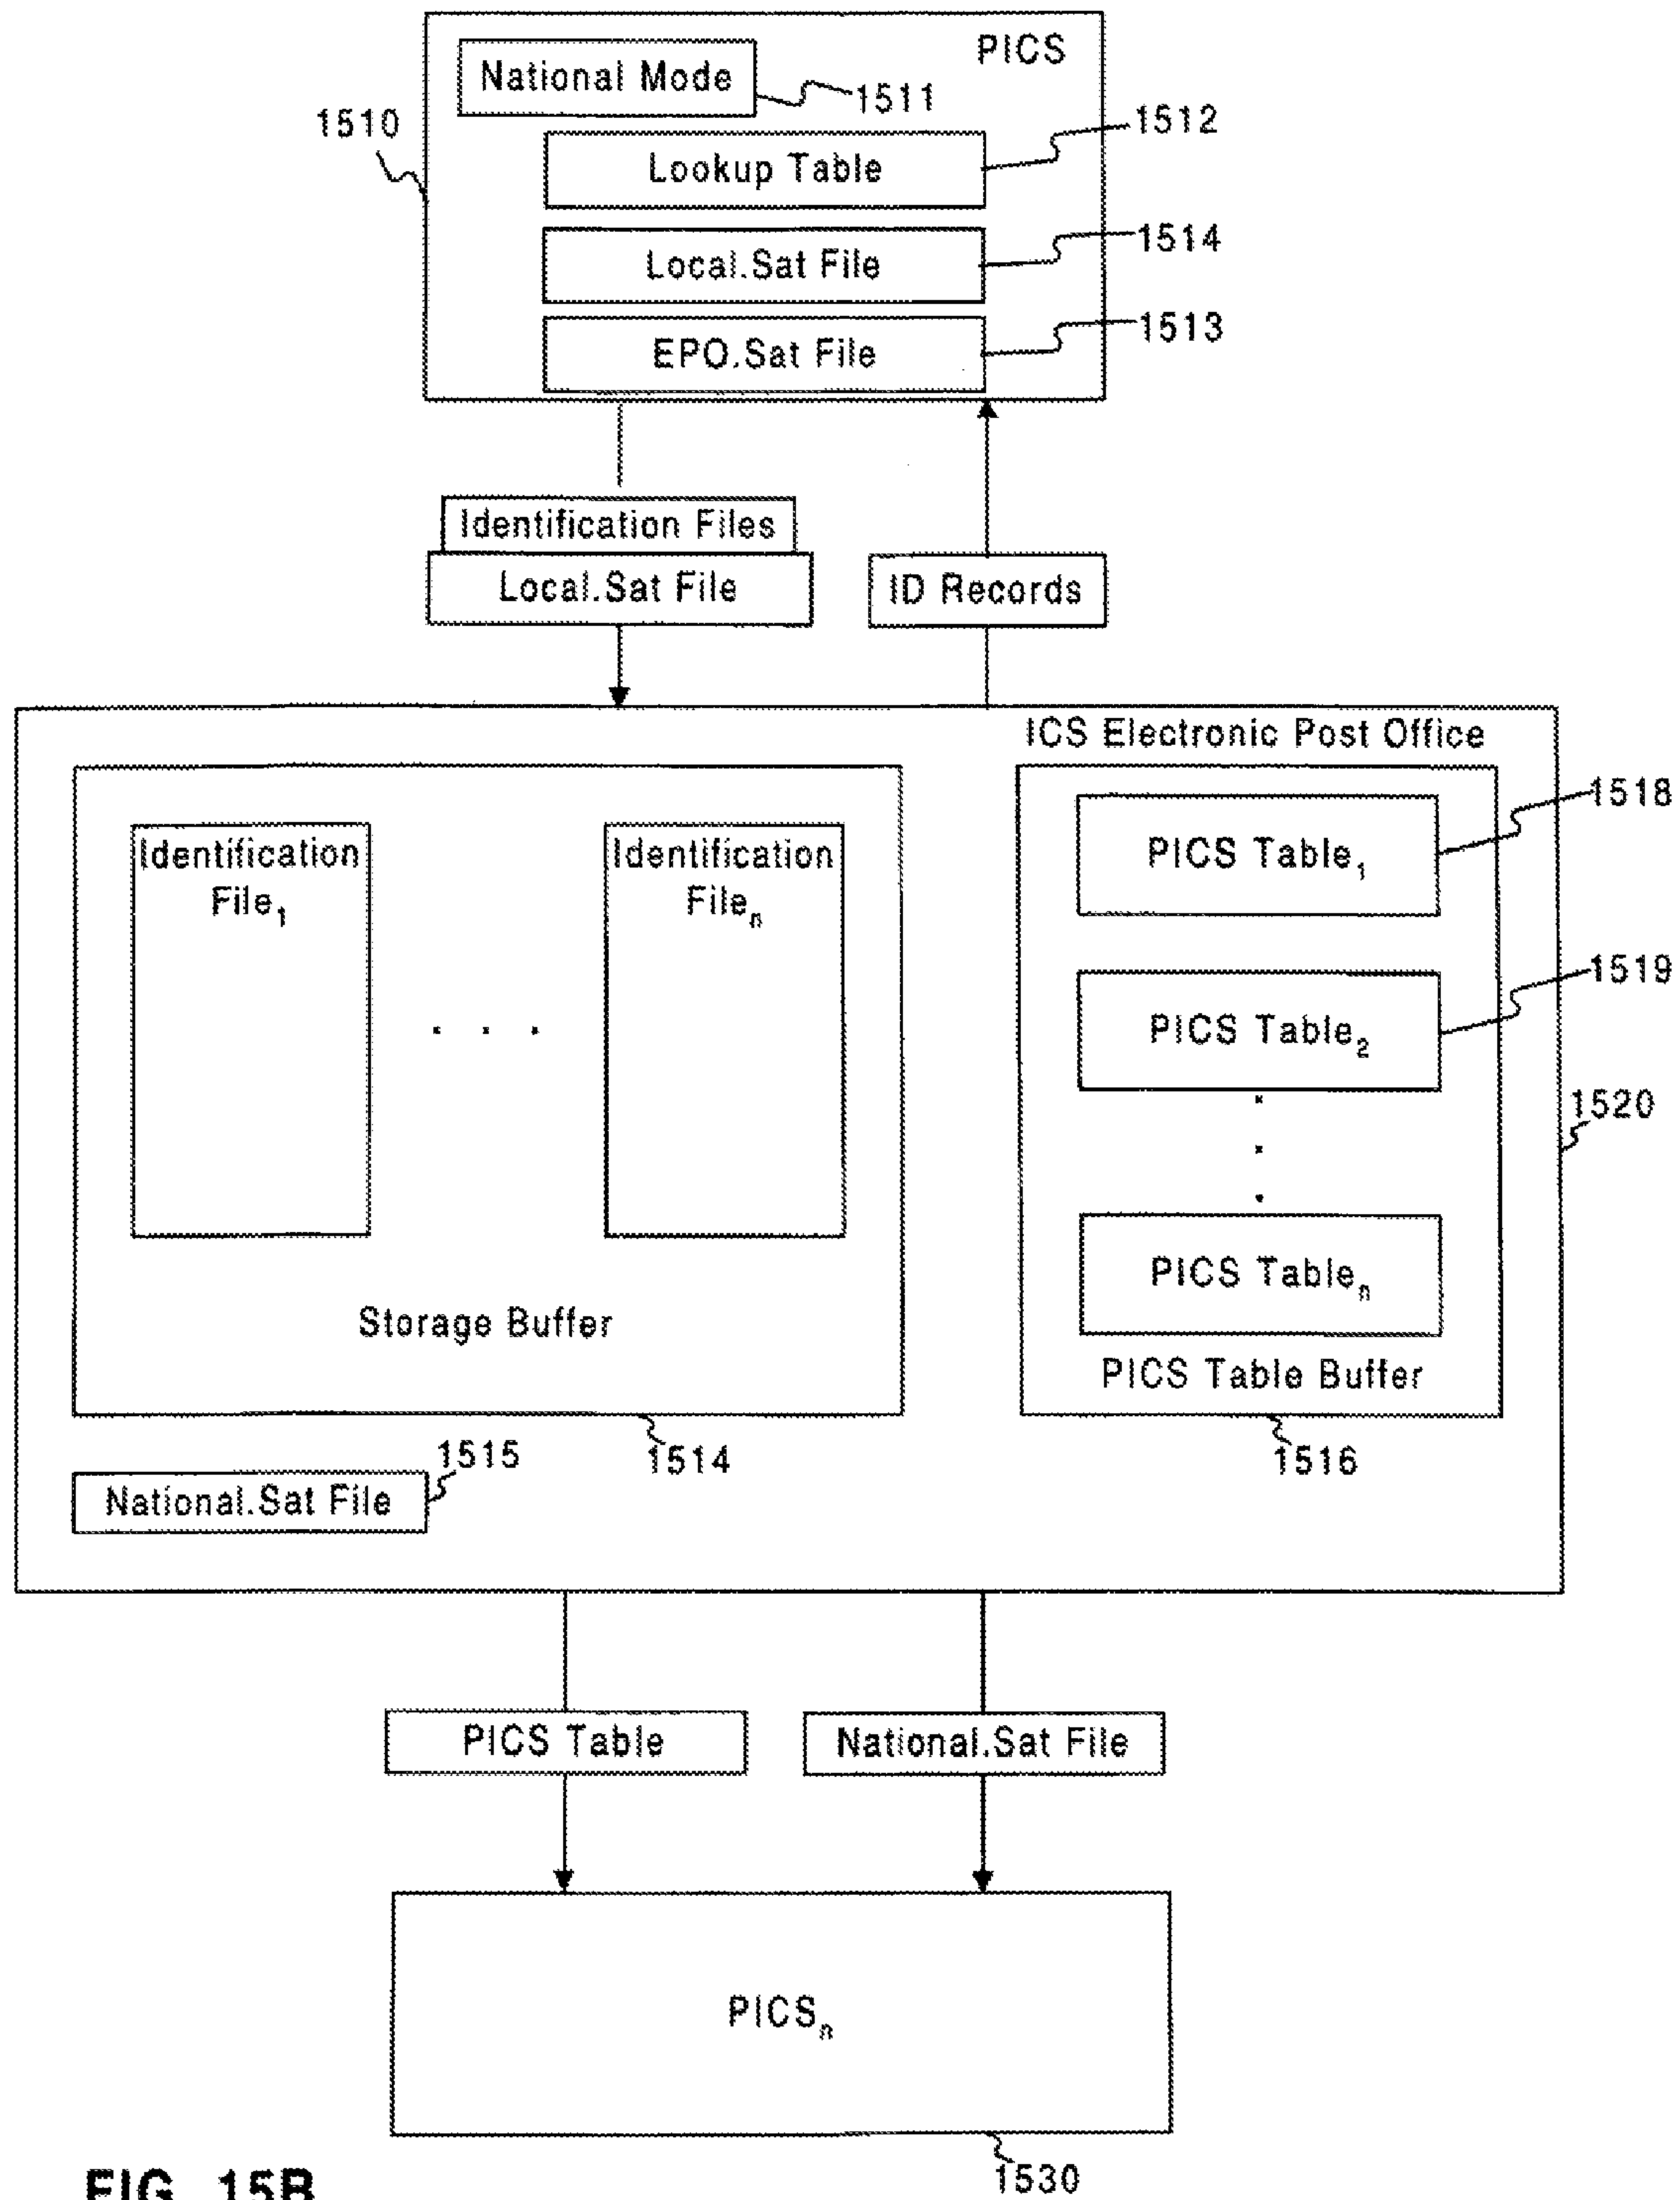 PICS
National Mode
1511
1510
1512
Lookup Table
1514
Local.Sat File
1513
EPO.Sat File
Identification Files
Local.Sat File
ID Records
ICS Electronic Post Office
1518
Identification
File1
Identification
Filen
PICS Table1
1519
PICS Table2
. . .
1520
PICS Tablen
Storage Buffer
PICS Table Buffer
1514
1516
1515
National.Sat File
PICS Table
National.Sat File
PICSn
1530
FIG. 15B